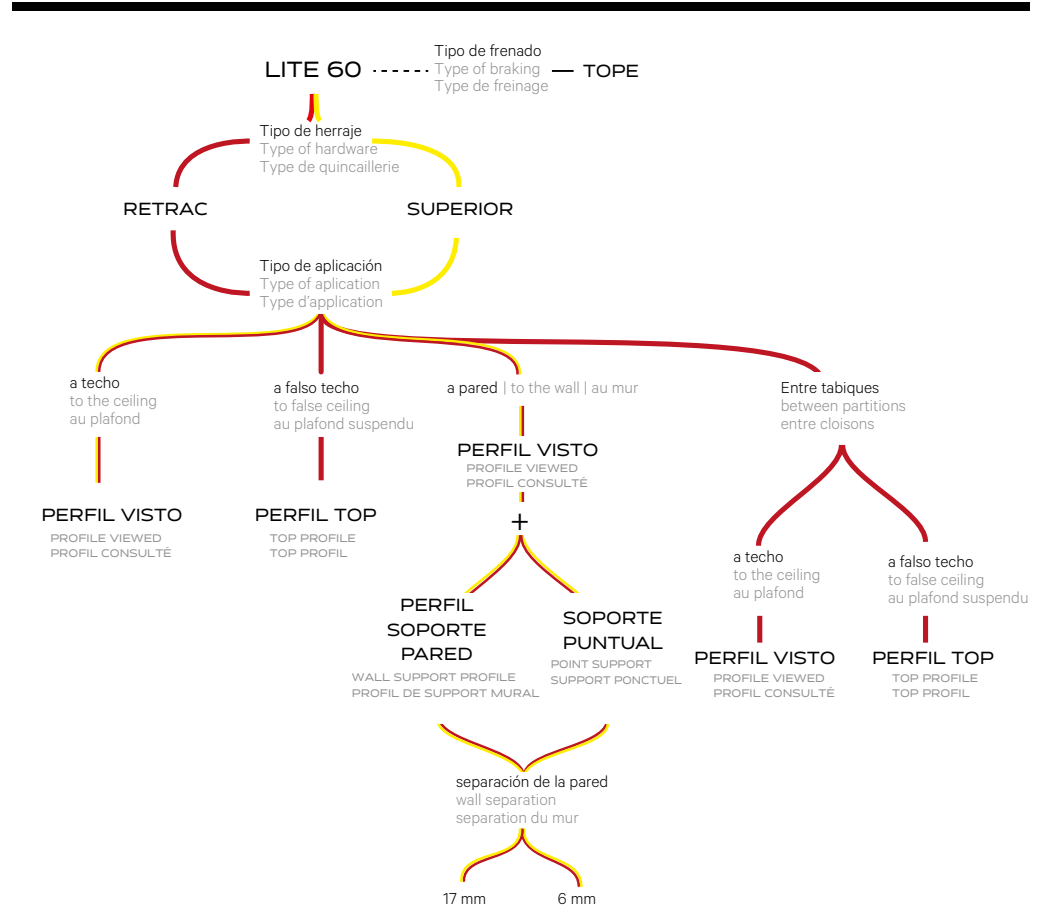 LITE 60
Tipo de frenado
Type of braking
Type de freinage
TOPE
Tipo de herraje
Type of hardware
Type de quincaillerie
RETRAC
SUPERIOR
Tipo de aplicación
Type of aplication
Type d'application
a techo
to the ceiling
au plafond
PERFIL VISTO
PROFILE VIEWED
PROFIL CONSULTÉ
a falso techo
to false ceiling
au plafond suspendu
PERFIL TOP
TOP PROFILE
TOP PROFIL
a pared | to the wall | au mur
PERFIL VISTO
PROFILE VIEWED
PROFIL CONSULTÉ
+
PERFIL
SOPORTE
PARED
WALL SUPPORT PROFILE
PROFIL DE SUPPORT MURAL
SOPORTE
PUNTUAL
POINT SUPPORT
SUPPORT PONCTUEL
separación de la pared
wall separation
separation du mur
17 mm
6 mm
Entre tabiques
between partitions
entre cloisons
a techo
to the ceiling
au plafond
PERFIL VISTO
PROFILE VIEWED
PROFIL CONSULTÉ
a falso techo
to false ceiling
au plafond suspendu
PERFIL TOP
TOP PROFILE
TOP PROFIL